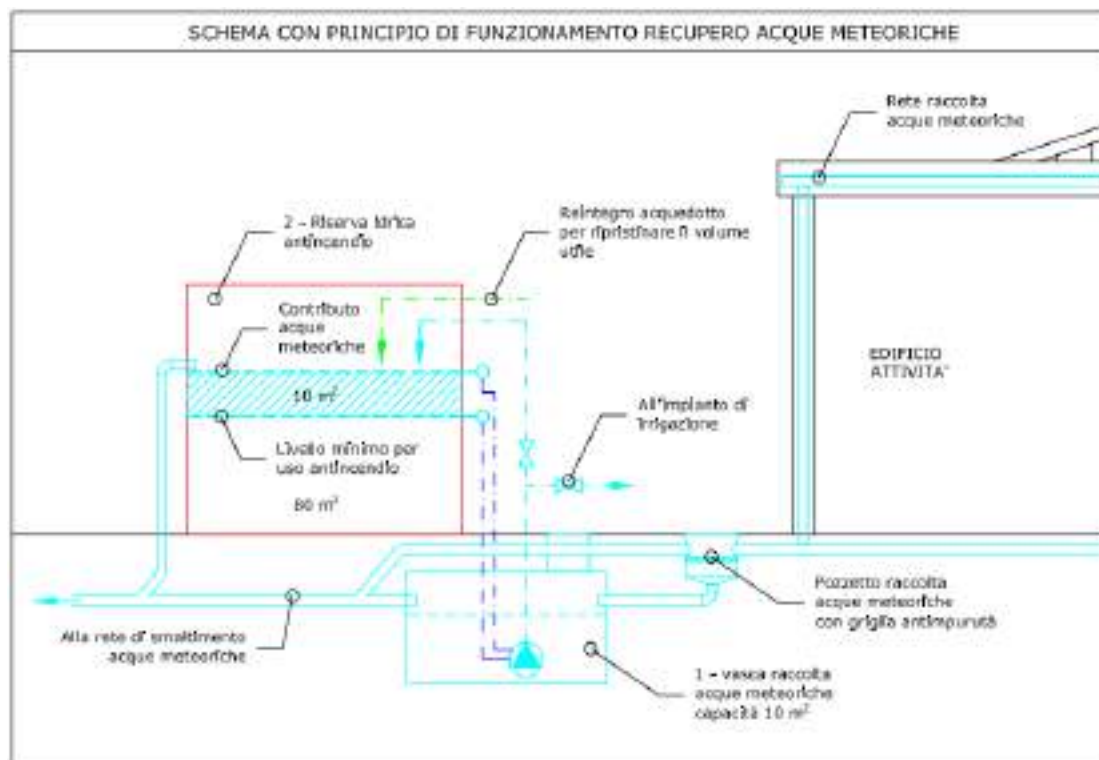 SCHEMA CON PRINCIPIO DI FUNZIONAMENTO RECUPERO ACQUE METEORICHE
Rete raccolta
acque meteoriche
2 - Riserva idrica
antincendio
Reintegro acquedotto
per ripristinare il volume
utile
Contributo
acque
meteoriche
10 m³
EDIFICIO
ATTIVITA'
All'impianto di
irrigazione
Livello minimo per
uso antincendio
80 m³
Pozzetto raccolta
acque meteoriche
con griglia antimpurutà
Alla rete di smaltimento
acque meteoriche
1 - vasca raccolta
acque meteoriche
capacità 10 m³